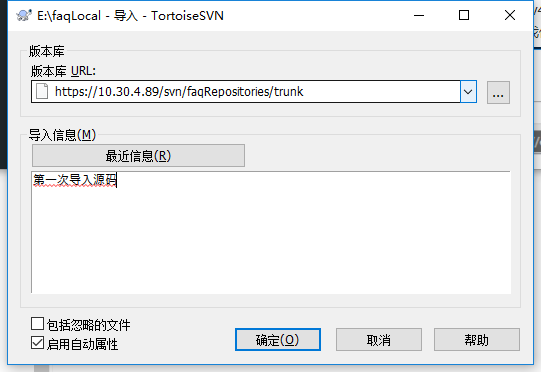 E:\faqLocal - 导入 - TortoiseSVN
版本库
版本库 URL:
https://10.30.4.89/svn/faqRepositories/trunk
...
导入信息(M)
最近信息(R)
第一次导入源码
包括忽略的文件
启用自动属性
确定(O)
取消
帮助